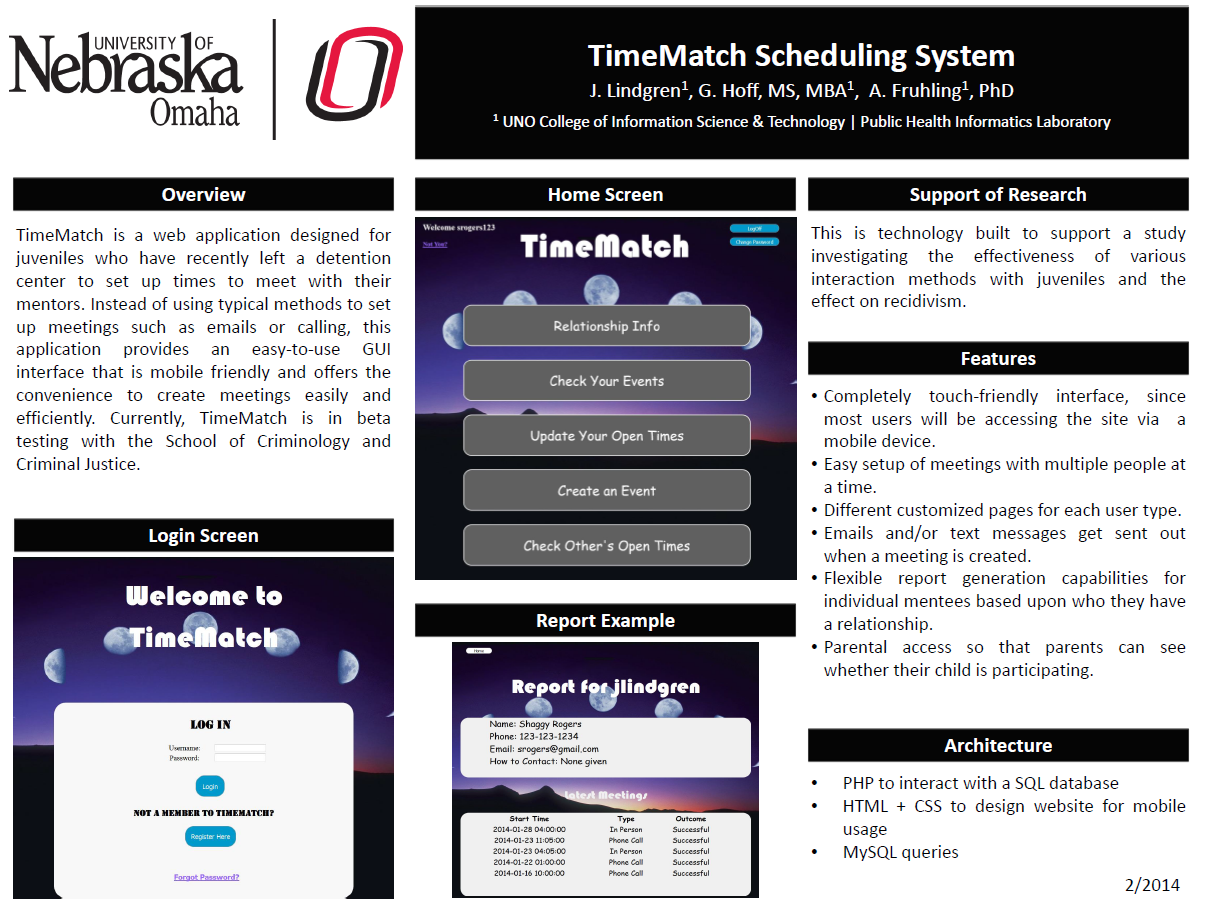 UNIVERSITY OF
Nebraska
Omaha
TimeMatch Scheduling System
J. Lindgren1, G. Hoff, MS, MBA1, A. Fruhling1, PhD
1 UNO College of Information Science & Technology | Public Health Informatics Laboratory
Overview
TimeMatch is a web application designed for
juveniles who have recently left a detention
center to set up times to meet with their
mentors. Instead of using typical methods to set
up meetings such as emails or calling, this
application provides an easy-to-use GUI
interface that is mobile friendly and offers the
convenience to create meetings easily and
efficiently. Currently, TimeMatch is in beta
testing with the School of Criminology and
Criminal Justice.
Login Screen
Welcome to
TimeMatch
LOG IN
Username:
Password:
Login
NOT A MEMBER TO TIMEMATCH?
Register Here
Forgot Password?
Home Screen
Welcome srogers123
Not You?
LogOff
Change Password
TimeMatch
Relationship Info
Check Your Events
Update Your Open Times
Create an Event
Check Other's Open Times
Report Example
Home
Report for jlindgren
Name: Shaggy Rogers
Phone: 123-123-1234
Email: srogers@gmail.com
How to Contact: None given
Latest Meetings
Start Time Type Outcome
2014-01-28 04:00:00 In Person Successful
2014-01-23 11:05:00 Phone Call Successful
2014-01-23 04:05:00 In Person Successful
2014-01-22 01:00:00 Phone Call Successful
2014-01-16 10:00:00 Phone Call Successful
Support of Research
This is technology built to support a study
investigating the effectiveness of various
interaction methods with juveniles and the
effect on recidivism.
Features
• Completely touch-friendly interface, since
most users will be accessing the site via a
mobile device.
• Easy setup of meetings with multiple people at
a time.
• Different customized pages for each user type.
• Emails and/or text messages get sent out
when a meeting is created.
• Flexible report generation capabilities for
individual mentees based upon who they have
a relationship.
• Parental access so that parents can see
whether their child is participating.
Architecture
• PHP to interact with a SQL database
• HTML + CSS to design website for mobile
usage
• MySQL queries
2/2014